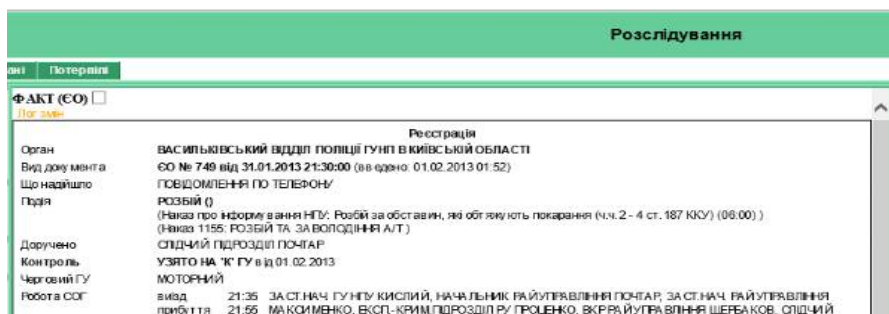 Розслідування
ані Потерпілі
ФАКТ (ЄО)
Лог змін
Реєстрація
Орган ВАСИЛЬКІВСЬКИЙ ВІДДІЛ ПОЛІЦІЇ ГУНП В КИЇВСЬКІЙ ОБЛАСТІ
Вид документа ЄО № 749 від 31.01.2013 21:30:00 (введено: 01.02.2013 01:52)
Що надійшло ПОВІДОМЛЕННЯ ПО ТЕЛЕФОНУ
Подія РОЗБІЙ ()
(Наказ про інформування НПУ: Розбій за обставин, які обтяжують покарання (ч.ч. 2 - 4 ст. 187 ККУ) (06:00) )
(Наказ 1155: РОЗБІЙ ТА ЗАВОЛОДІННЯ А/Т )
Доручено СЛІДЧИЙ ПІДРОЗДІЛ ПОЧТАР
Контроль УЗЯТО НА "К" ГУ від 01.02.2013
Черговий ГУ МОТОРНИЙ
Робота СОГ виїзд 21:35 ЗАСТ.НАЧ. ГУ НПУ КИСЛИЙ, НАЧАЛЬНИК РАЙУПРАВЛІННЯ ПОЧТАР, ЗАСТ.НАЧ. РАЙУПРАВЛІННЯ
прибуття 21:55 МАКСИМЕНКО, ЕКСП.-КРИМ.ПІДРОЗДІЛ РУ ПРОЦЕНКО, ВКР РАЙУПРАВЛІННЯ ЩЕРБАКОВ, СЛІДЧИЙ